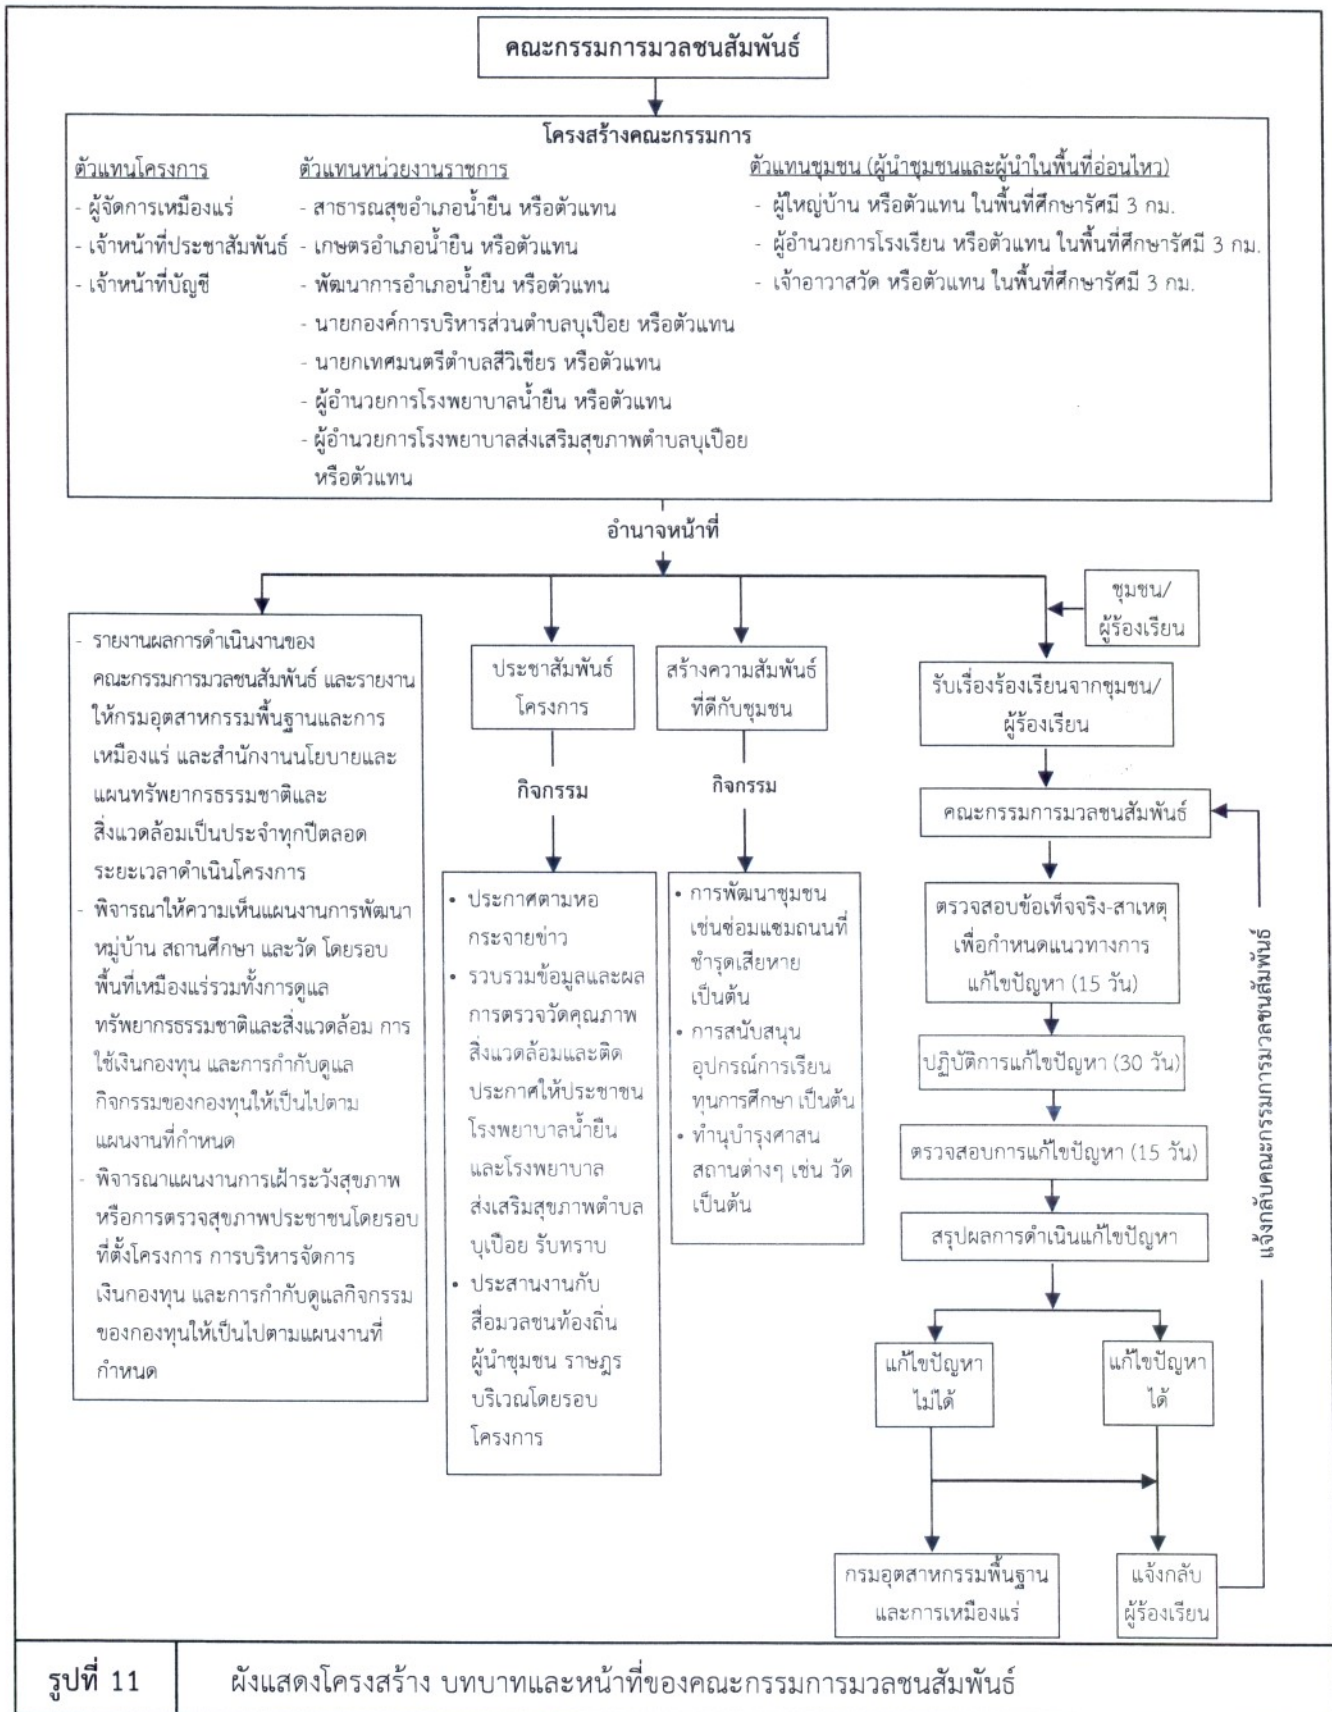 คณะกรรมการมวลชนสัมพันธ์
โครงสร้างคณะกรรมการ
ตัวแทนโครงการ
- ผู้จัดการเหมืองแร่
- เจ้าหน้าที่ประชาสัมพันธ์
- เจ้าหน้าที่บัญชี
ตัวแทนหน่วยงานราชการ
- สาธารณสุขอำเภอน้ำยืน หรือตัวแทน
- เกษตรอำเภอน้ำยืน หรือตัวแทน
- พัฒนาการอำเภอน้ำยืน หรือตัวแทน
- นายกองค์การบริหารส่วนตำบลบุเปือย หรือตัวแทน
- นายกเทศมนตรีตำบลสีวิเชียร หรือตัวแทน
- ผู้อำนวยการโรงพยาบาลน้ำยืน หรือตัวแทน
- ผู้อำนวยการโรงพยาบาลส่งเสริมสุขภาพตำบลบุเปือย
หรือตัวแทน
ตัวแทนชุมชน (ผู้นำชุมชนและผู้นำในพื้นที่อ่อนไหว)
- ผู้ใหญ่บ้าน หรือตัวแทน ในพื้นที่ศึกษารัศมี 3 กม.
- ผู้อำนวยการโรงเรียน หรือตัวแทน ในพื้นที่ศึกษารัศมี 3 กม.
- เจ้าอาวาสวัด หรือตัวแทน ในพื้นที่ศึกษารัศมี 3 กม.
อำนาจหน้าที่
- รายงานผลการดำเนินงานของ
คณะกรรมการมวลชนสัมพันธ์ และรายงาน
ให้กรมอุตสาหกรรมพื้นฐานและการ
เหมืองแร่ และสำนักงานนโยบายและ
แผนทรัพยากรธรรมชาติและ
สิ่งแวดล้อมเป็นประจำทุกปีตลอด
ระยะเวลาดำเนินโครงการ
- พิจารณาให้ความเห็นแผนงานการพัฒนา
หมู่บ้าน สถานศึกษา และวัด โดยรอบ
พื้นที่เหมืองแร่รวมทั้งการดูแล
ทรัพยากรธรรมชาติและสิ่งแวดล้อม การ
ใช้เงินกองทุน และการกำกับดูแล
กิจกรรมของกองทุนให้เป็นไปตาม
แผนงานที่กำหนด
- พิจารณาแผนงานการเฝ้าระวังสุขภาพ
หรือการตรวจสุขภาพประชาชนโดยรอบ
ที่ตั้งโครงการ การบริหารจัดการ
เงินกองทุน และการกำกับดูแลกิจกรรม
ของกองทุนให้เป็นไปตามแผนงานที่
กำหนด
ประชาสัมพันธ์
โครงการ
กิจกรรม
• ประกาศตามหอ
กระจายข่าว
• รวบรวมข้อมูลและผล
การตรวจวัดคุณภาพ
สิ่งแวดล้อมและติด
ประกาศให้ประชาชน
โรงพยาบาลน้ำยืน
และโรงพยาบาล
ส่งเสริมสุขภาพตำบล
บุเปือย รับทราบ
• ประสานงานกับ
สื่อมวลชนท้องถิ่น
ผู้นำชุมชน ราษฎร
บริเวณโดยรอบ
โครงการ
สร้างความสัมพันธ์
ที่ดีกับชุมชน
กิจกรรม
• การพัฒนาชุมชน
เช่นซ่อมแซมถนนที่
ชำรุดเสียหาย
เป็นต้น
• การสนับสนุน
อุปกรณ์การเรียน
ทุนการศึกษา เป็นต้น
• ทำนุบำรุงศาสน
สถานต่างๆ เช่น วัด
เป็นต้น
ชุมชน/
ผู้ร้องเรียน
รับเรื่องร้องเรียนจากชุมชน/
ผู้ร้องเรียน
คณะกรรมการมวลชนสัมพันธ์
ตรวจสอบข้อเท็จจริง-สาเหตุ
เพื่อกำหนดแนวทางการ
แก้ไขปัญหา (15 วัน)
ปฏิบัติการแก้ไขปัญหา (30 วัน)
ตรวจสอบการแก้ไขปัญหา (15 วัน)
สรุปผลการดำเนินแก้ไขปัญหา
แก้ไขปัญหา
ไม่ได้
แก้ไขปัญหา
ได้
กรมอุตสาหกรรมพื้นฐาน
และการเหมืองแร่
แจ้งกลับ
ผู้ร้องเรียน
แจ้งกลับคณะกรรมการมวลชนสัมพันธ์
รูปที่ 11
ผังแสดงโครงสร้าง บทบาทและหน้าที่ของคณะกรรมการมวลชนสัมพันธ์